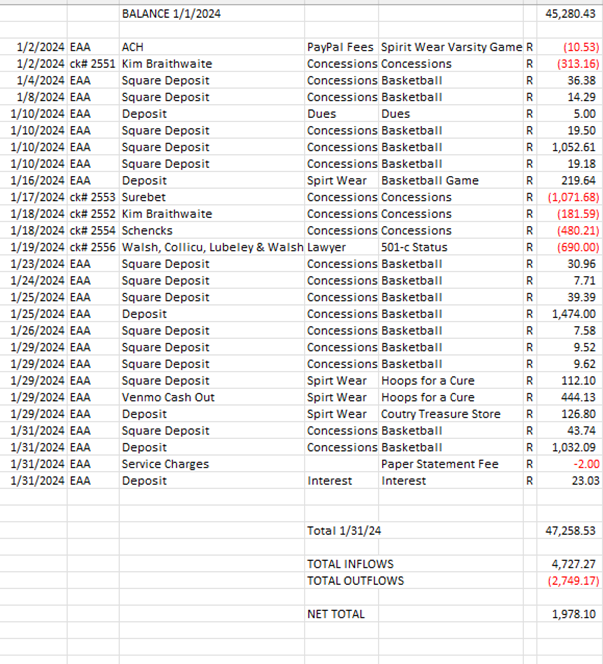 BALANCE 1/1/2024 45,280.43
1/2/2024 EAA ACH PayPal Fees Spirit Wear Varsity Game R (10.53)
1/2/2024 ck# 2551 Kim Braithwaite Concessions Concessions R (313.16)
1/4/2024 EAA Square Deposit Concessions Basketball R 36.38
1/8/2024 EAA Square Deposit Concessions Basketball R 14.29
1/10/2024 EAA Deposit Dues Dues R 5.00
1/10/2024 EAA Square Deposit Concessions Basketball R 19.50
1/10/2024 EAA Square Deposit Concessions Basketball R 1,052.61
1/10/2024 EAA Square Deposit Concessions Basketball R 19.18
1/16/2024 EAA Deposit Spirt Wear Basketball Game R 219.64
1/17/2024 ck# 2553 Surebet Concessions Concessions R (1,071.68)
1/18/2024 ck# 2552 Kim Braithwaite Concessions Concessions R (181.59)
1/18/2024 ck# 2554 Schencks Concessions Concessions R (480.21)
1/19/2024 ck# 2556 Walsh, Collicu, Lubeley & Walsh Lawyer 501-c Status R (690.00)
1/23/2024 EAA Square Deposit Concessions Basketball R 30.96
1/24/2024 EAA Square Deposit Concessions Basketball R 7.71
1/25/2024 EAA Square Deposit Concessions Basketball R 39.39
1/25/2024 EAA Deposit Concessions Basketball R 1,474.00
1/26/2024 EAA Square Deposit Concessions Basketball R 7.58
1/29/2024 EAA Square Deposit Concessions Basketball R 9.52
1/29/2024 EAA Square Deposit Concessions Basketball R 9.62
1/29/2024 EAA Square Deposit Spirt Wear Hoops for a Cure R 112.10
1/29/2024 EAA Venmo Cash Out Spirt Wear Hoops for a Cure R 444.13
1/29/2024 EAA Deposit Spirt Wear Coutry Treasure Store R 126.80
1/31/2024 EAA Square Deposit Concessions Basketball R 43.74
1/31/2024 EAA Deposit Concessions Basketball R 1,032.09
1/31/2024 EAA Service Charges Paper Statement Fee R -2.00
1/31/2024 EAA Deposit Interest Interest R 23.03
Total 1/31/24 47,258.53
TOTAL INFLOWS 4,727.27
TOTAL OUTFLOWS (2,749.17)
NET TOTAL 1,978.10